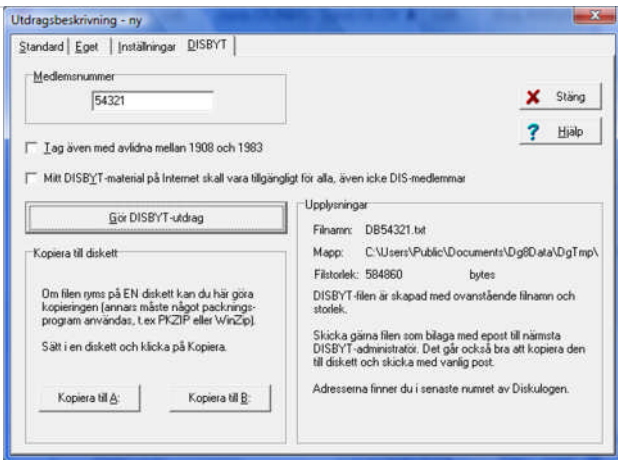 Utdragsbeskrivning - ny
Standard Eget Inställningar DISBYT
Medlemsnummer
54321
Stäng
Hjälp
Tag även med avlidna mellan 1908 och 1983
Mitt DISBYT-material på Internet skall vara tillgängligt för alla, även icke DIS-medlemmar
Gör DISBYT-utdrag
Kopiera till diskett
Om filen ryms på EN diskett kan du här göra
kopieringen (annars måste något packnings-
program användas, t.ex PKZIP eller WinZip).
Sätt i en diskett och klicka på Kopiera.
Kopiera till A:
Kopiera till B:
Upplysningar
Filnamn: DB54321.txt
Mapp: C:\Users\Public\Documents\Dg8Data\DgTmp\
Filstorlek: 584860 bytes
DISBYT-filen är skapad med ovanstående filnamn och
storlek.
Skicka gärna filen som bilaga med epost till närmsta
DISBYT-administratör. Det går också bra att kopiera den
till diskett och skicka med vanlig post.
Adresserna finner du i senaste numret av Diskulogen.